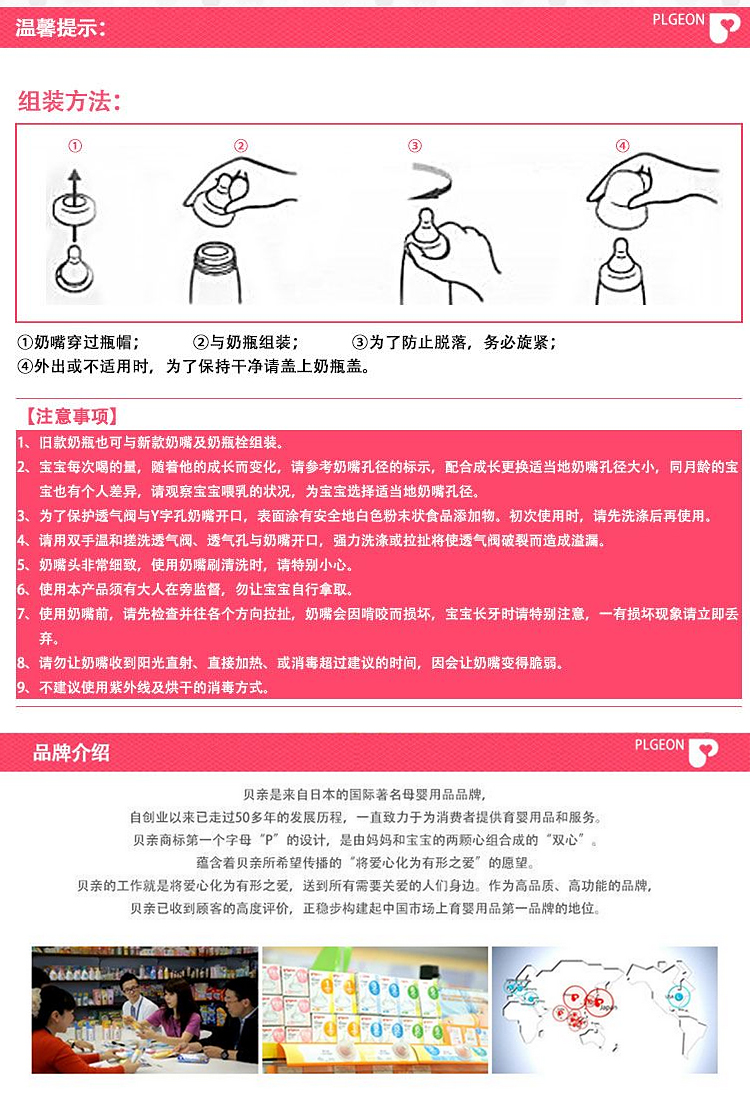 温馨提示：
PLGEON
组装方法：
① ② ③ ④
①奶嘴穿过瓶帽； ②与奶瓶组装； ③为了防止脱落，务必旋紧；
④外出或不适用时，为了保持干净请盖上奶瓶盖。
【注意事项】
1、旧款奶瓶也可与新款奶嘴及奶瓶栓组装。
2、宝宝每次喝的量，随着他的成长而变化，请参考奶嘴孔径的标示，配合成长更换适当地奶嘴孔径大小，同月龄的宝
宝也有个人差异，请观察宝宝喂乳的状况，为宝宝选择适当地奶嘴孔径。
3、为了保护透气阀与Y字孔奶嘴开口，表面涂有安全地白色粉末状食品添加物。初次使用时，请先洗涤后再使用。
4、请用双手温和搓洗透气阀、透气孔与奶嘴开口，强力洗涤或拉扯将使透气阀破裂而造成溢漏。
5、奶嘴头非常细致，使用奶嘴刷清洗时，请特别小心。
6、使用本产品须有大人在旁监督，勿让宝宝自行拿取。
7、使用奶嘴前，请先检查并往各个方向拉扯，奶嘴会因啃咬而损坏，宝宝长牙时请特别注意，一有损坏现象请立即丢
弃。
8、请勿让奶嘴收到阳光直射、直接加热、或消毒超过建议的时间，因会让奶嘴变得脆弱。
9、不建议使用紫外线及烘干的消毒方式。
品牌介绍
PLGEON
贝亲是来自日本的国际著名母婴用品品牌，
自创业以来已走过50多年的发展历程，一直致力于为消费者提供育婴用品和服务。
贝亲商标第一个字母“P”的设计，是由妈妈和宝宝的两颗心组合成的“双心”。
蕴含着贝亲所希望传播的“将爱心化为有形之爱”的愿望。
贝亲的工作就是将爱心化为有形之爱，送到所有需要关爱的人们身边。作为高品质、高功能的品牌，
贝亲已收到顾客的高度评价，正稳步构建起中国市场上育婴用品第一品牌的地位。
Japan